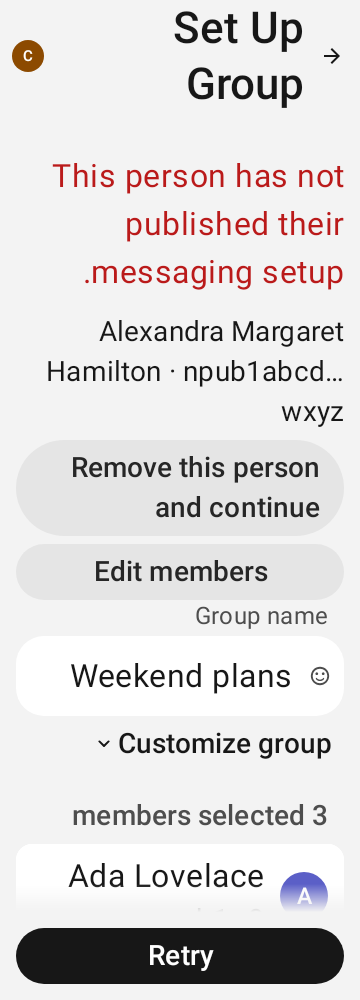 C
Set Up
Group
This person has not
published their
.messaging setup
Alexandra Margaret
Hamilton · npub1abcd…
wxyz
Remove this person
and continue
Edit members
Group name
Weekend plans
Customize group
members selected 3
Ada Lovelace
A
Retry